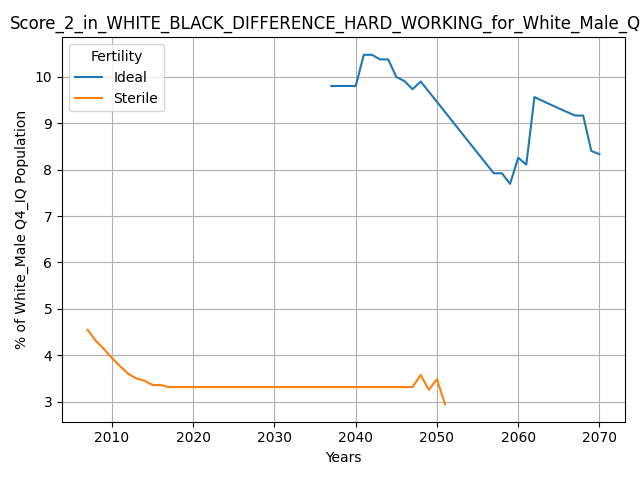 Score_2_in_WHITE_BLACK_DIFFERENCE_HARD_WORKING_for_White_Male_Q
Fertility
Ideal
Sterile
% of White_Male Q4_IQ Population
10
9
8
7
6
5
4
3
2010 2020 2030 2040 2050 2060 2070
Years